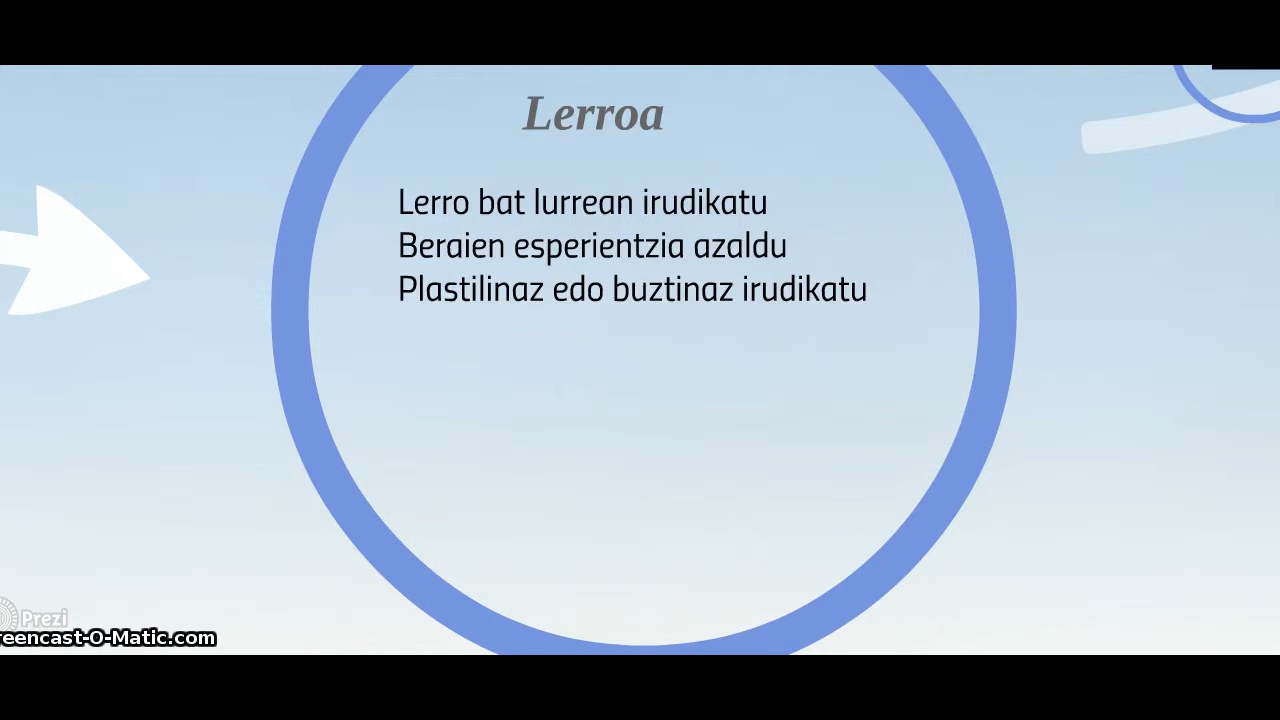 Lerroa
Lerro bat lurrean irudikatu
Beraien esperientzia azaldu
Plastilinaz edo buztinaz irudikatu
Prezi
reencast-O-Matic.com